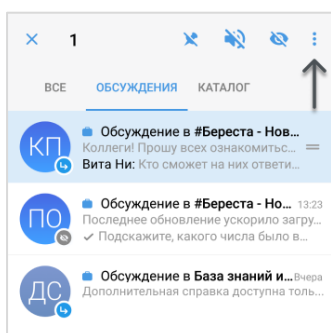 1
ВСЕ ОБСУЖДЕНИЯ КАТАЛОГ
КП
Обсуждение в #Береста - Нов...
Коллеги! Прошу всех ознакомитьс...
Вита Ни: Кто сможет на них ответи...
ПО
Обсуждение в #Береста - Но... 13:23
Последнее обновление ускорило загру...
Подскажите, какого числа было в...
ДС
Обсуждение в База знаний и... Вчера
Дополнительная справка доступна толь...